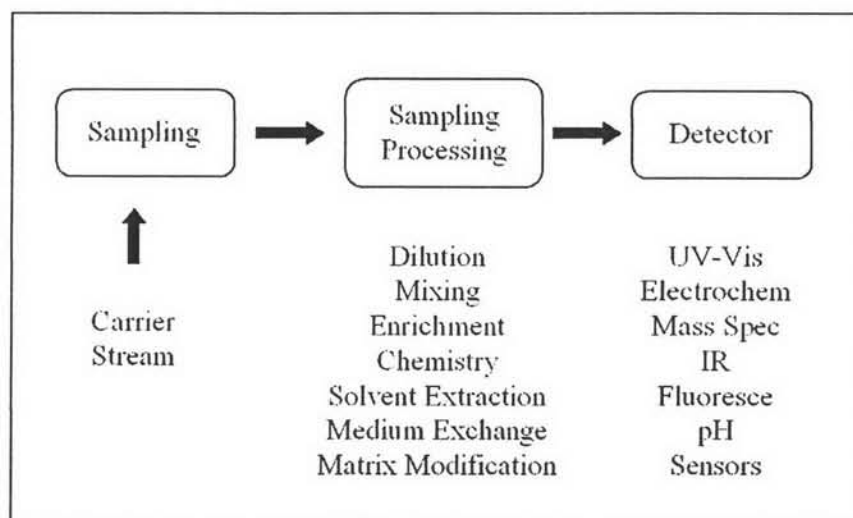 Sampling
Sampling
Processing
Detector
Carrier
Stream
Dilution
Mixing
Enrichment
Chemistry
Solvent Extraction
Medium Exchange
Matrix Modification
UV-Vis
Electrochem
Mass Spec
IR
Fluoresce
pH
Sensors